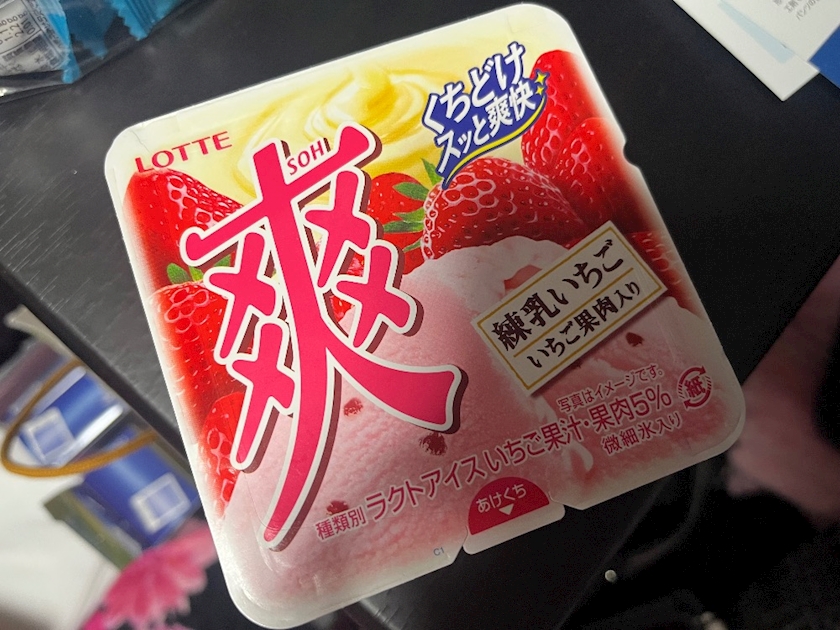 LOTTE
SOH
爽
くちどけ
スッと爽快
練乳いちご
いちご果肉入り
写真はイメージです。
紙
種類別 ラクトアイス いちご果汁・果肉5%
微細氷入り
あけくち
C1